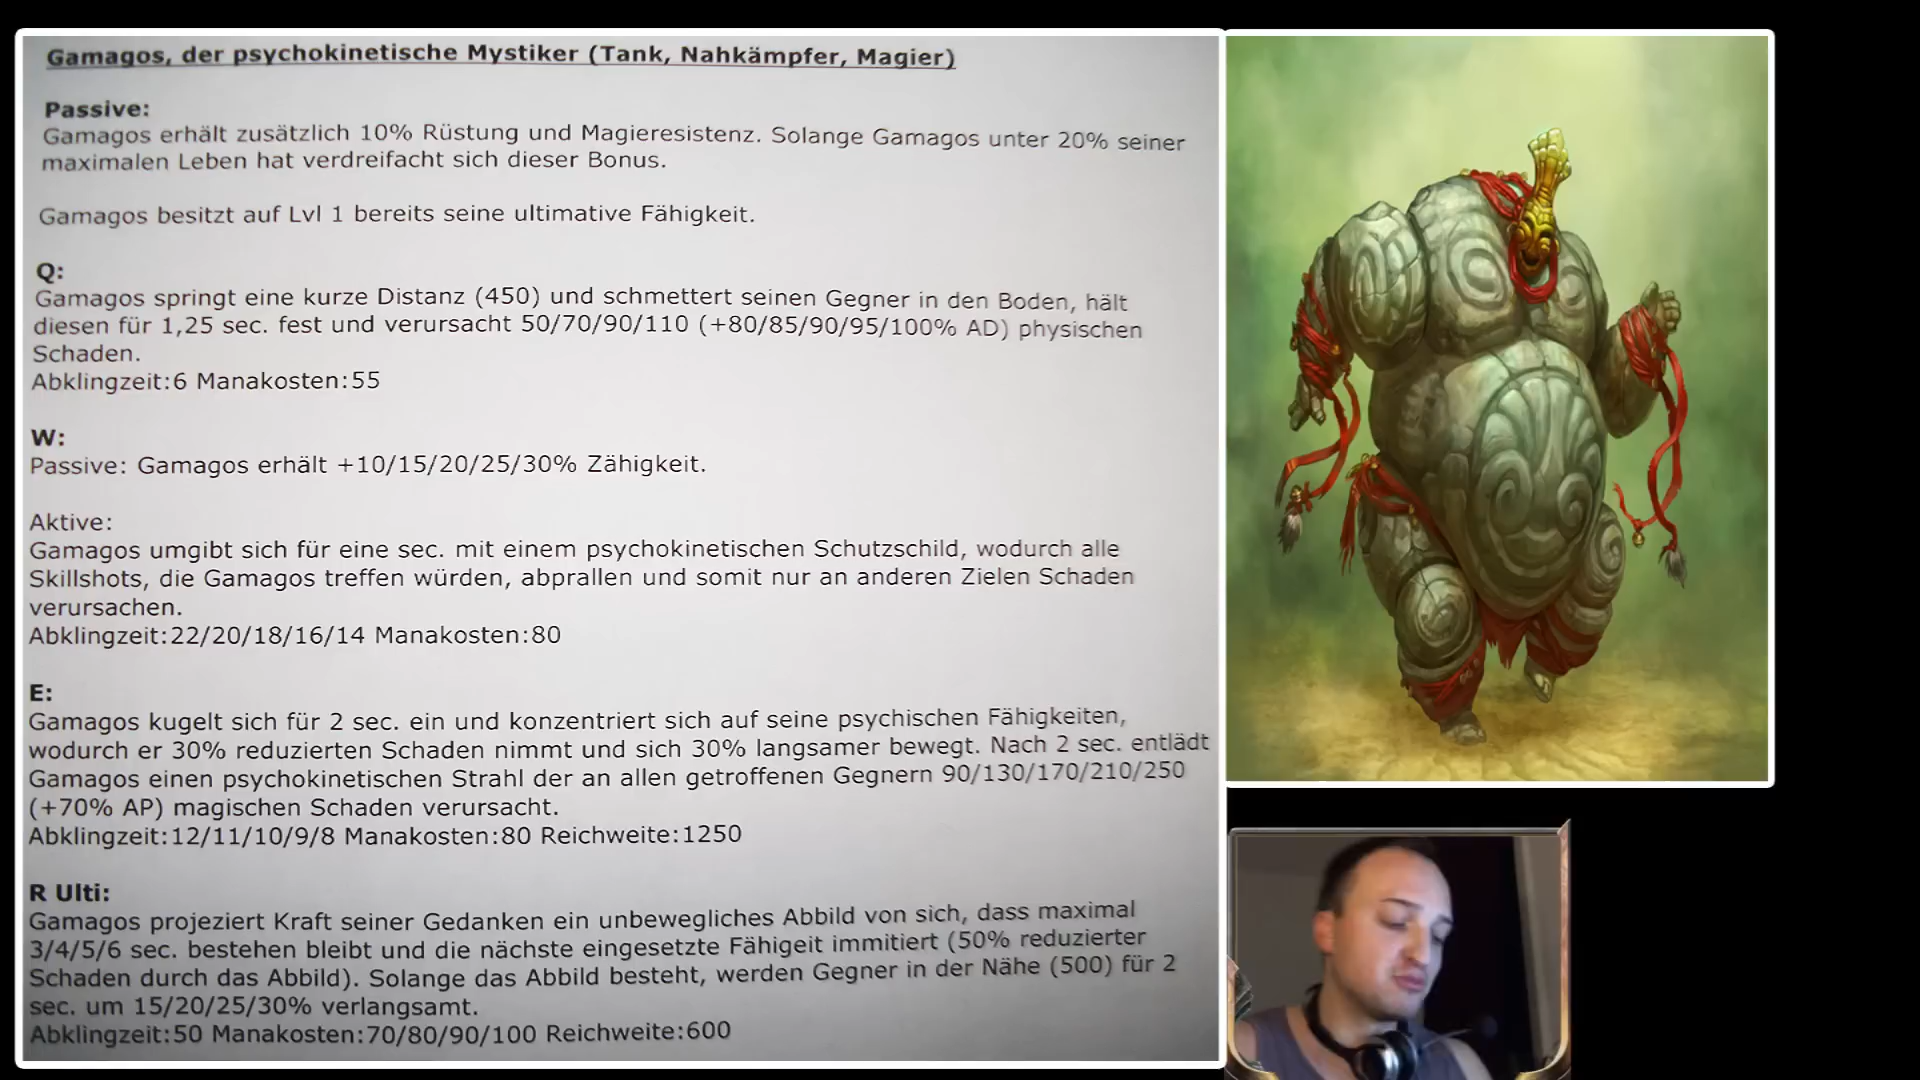 Gamagos, der psychokinetische Mystiker (Tank, Nahkämpfer, Magier)
Passive:
Gamagos erhält zusätzlich 10% Rüstung und Magieresistenz. Solange Gamagos unter 20% seiner
maximalen Leben hat verdreifacht sich dieser Bonus.
Gamagos besitzt auf Lvl 1 bereits seine ultimative Fähigkeit.
Q:
Gamagos springt eine kurze Distanz (450) und schmettert seinen Gegner in den Boden, hält
diesen für 1,25 sec. fest und verursacht 50/70/90/110 (+80/85/90/95/100% AD) physischen
Schaden.
Abklingzeit:6 Manakosten:55
W:
Passive: Gamagos erhält +10/15/20/25/30% Zähigkeit.
Aktive:
Gamagos umgibt sich für eine sec. mit einem psychokinetischen Schutzschild, wodurch alle
Skillshots, die Gamagos treffen würden, abprallen und somit nur an anderen Zielen Schaden
verursachen.
Abklingzeit:22/20/18/16/14 Manakosten:80
E:
Gamagos kugelt sich für 2 sec. ein und konzentriert sich auf seine psychischen Fähigkeiten,
wodurch er 30% reduzierten Schaden nimmt und sich 30% langsamer bewegt. Nach 2 sec. entlädt
Gamagos einen psychokinetischen Strahl der an allen getroffenen Gegnern 90/130/170/210/250
(+70% AP) magischen Schaden verursacht.
Abklingzeit:12/11/10/9/8 Manakosten:80 Reichweite:1250
R Ulti:
Gamagos projeziert Kraft seiner Gedanken ein unbewegliches Abbild von sich, dass maximal
3/4/5/6 sec. bestehen bleibt und die nächste eingesetzte Fähigeit immitiert (50% reduzierter
Schaden durch das Abbild). Solange das Abbild besteht, werden Gegner in der Nähe (500) für 2
sec. um 15/20/25/30% verlangsamt.
Abklingzeit:50 Manakosten:70/80/90/100 Reichweite:600